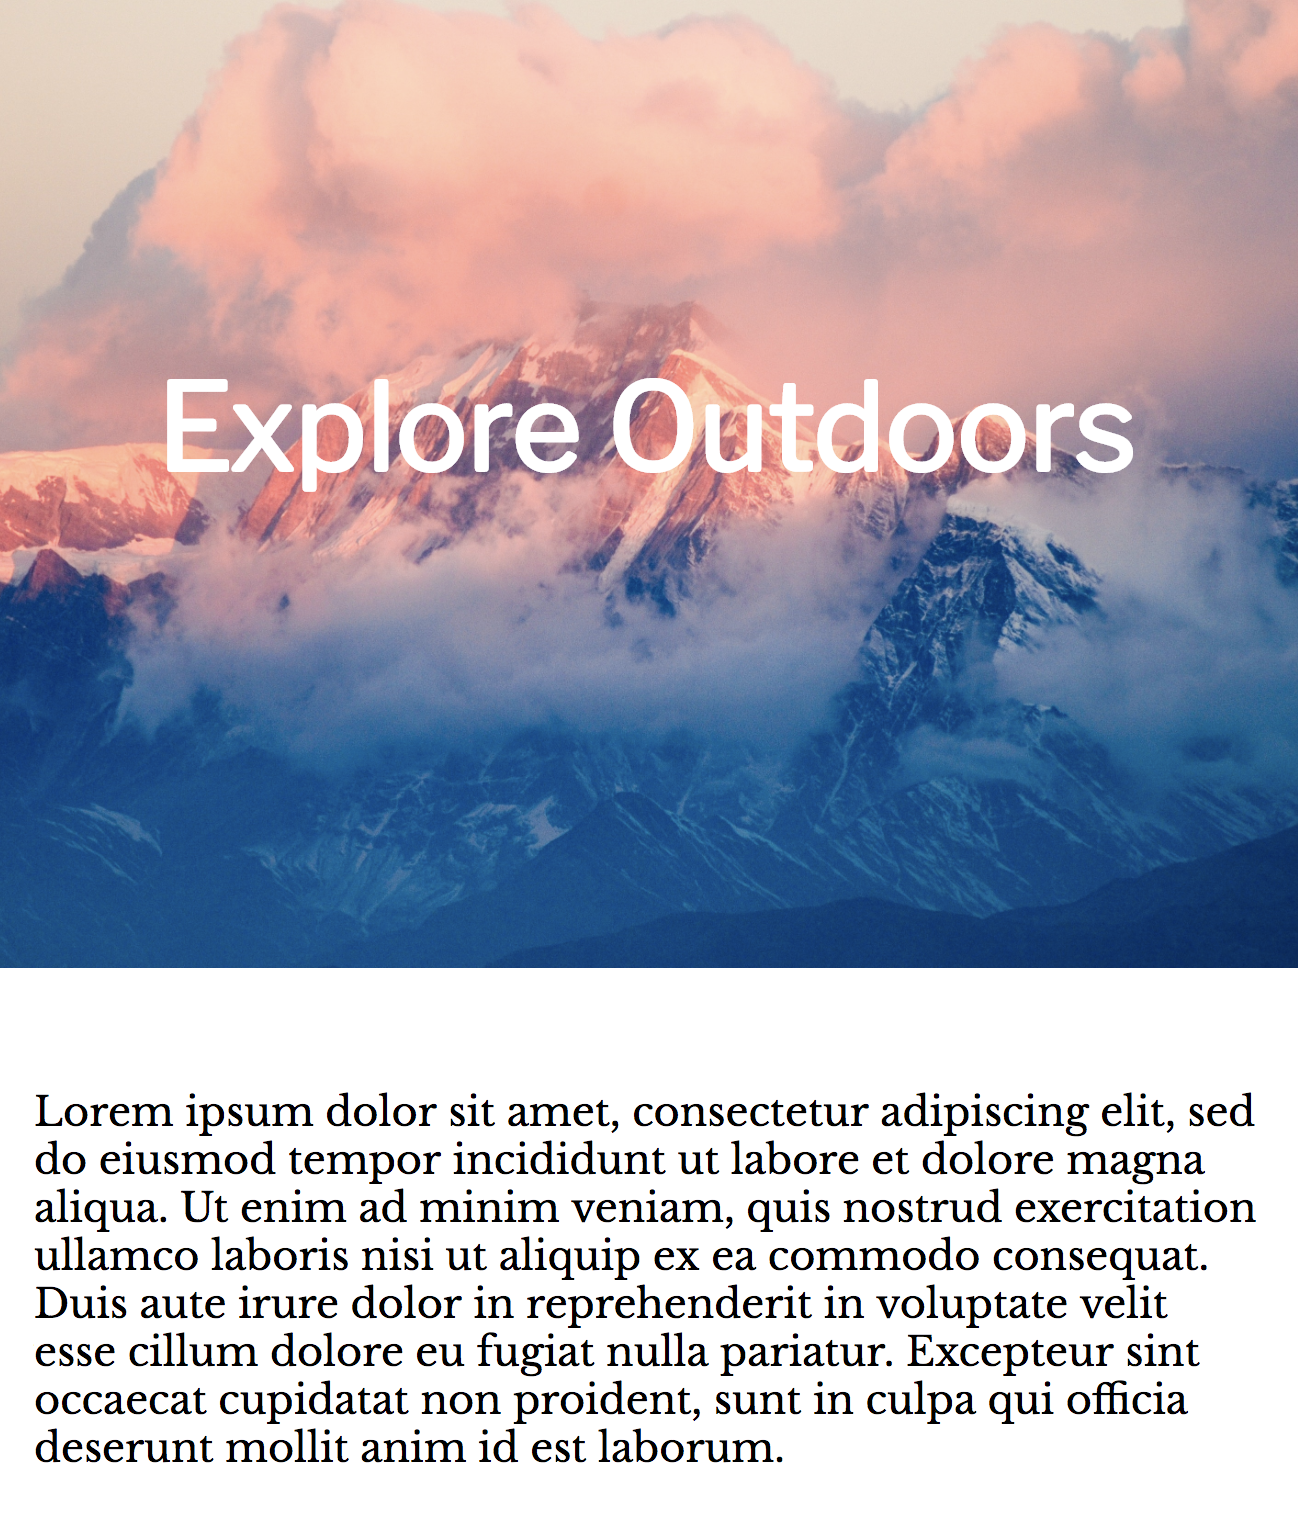 Explore Outdoors
Lorem ipsum dolor sit amet, consectetur adipiscing elit, sed
do eiusmod tempor incididunt ut labore et dolore magna
aliqua. Ut enim ad minim veniam, quis nostrud exercitation
ullamco laboris nisi ut aliquip ex ea commodo consequat.
Duis aute irure dolor in reprehenderit in voluptate velit
esse cillum dolore eu fugiat nulla pariatur. Excepteur sint
occaecat cupidatat non proident, sunt in culpa qui officia
deserunt mollit anim id est laborum.